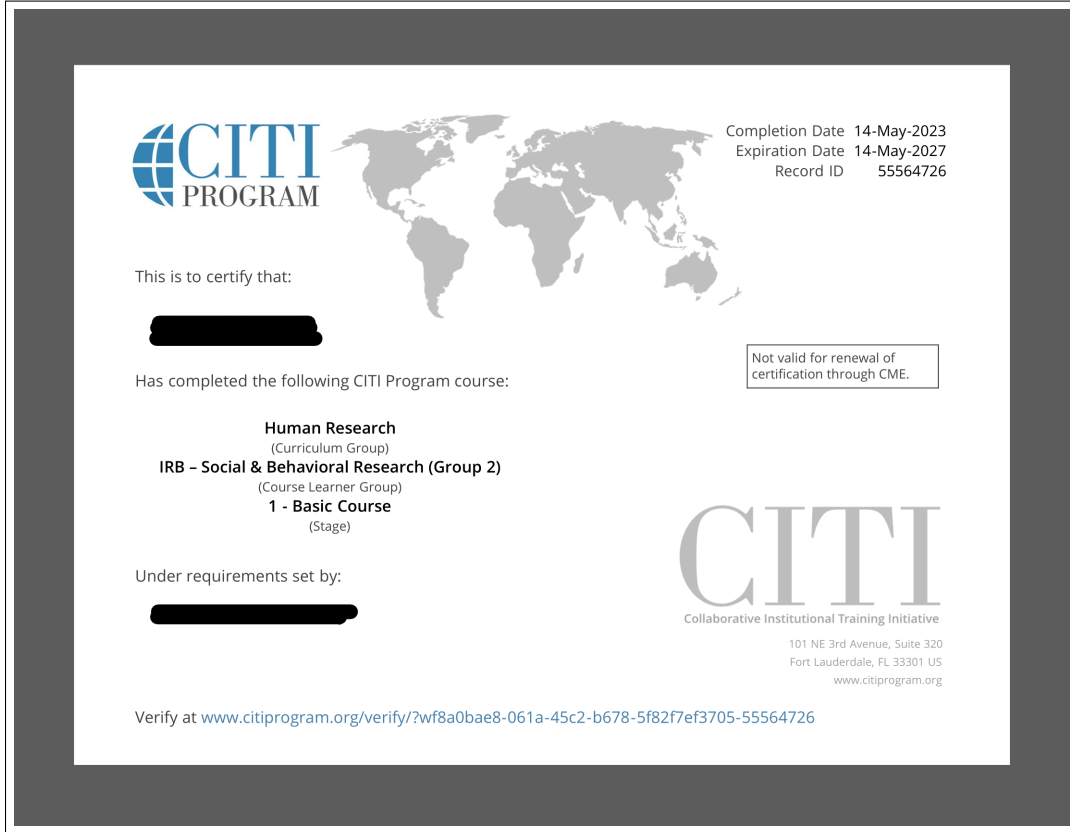 CITI
PROGRAM
Completion Date 14-May-2023
Expiration Date 14-May-2027
Record ID 55564726
This is to certify that:
Not valid for renewal of
certification through CME.
Has completed the following CITI Program course:
Human Research
(Curriculum Group)
IRB – Social & Behavioral Research (Group 2)
(Course Learner Group)
1 - Basic Course
(Stage)
Under requirements set by:
CITI
Collaborative Institutional Training Initiative
101 NE 3rd Avenue, Suite 320
Fort Lauderdale, FL 33301 US
www.citiprogram.org
Verify at www.citiprogram.org/verify/?wf8a0bae8-061a-45c2-b678-5f82f7ef3705-55564726